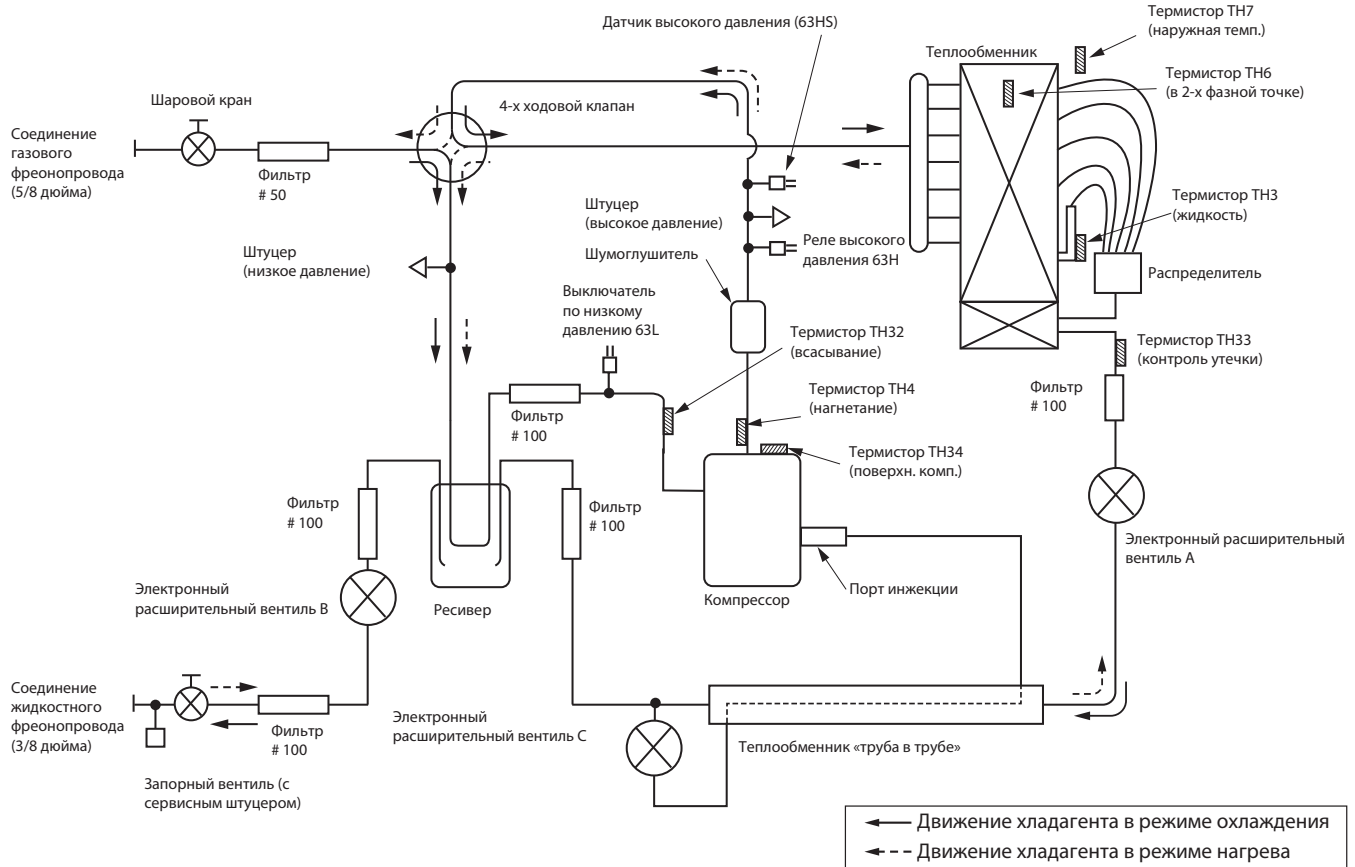 Датчик высокого давления (63HS)
Термистор TH7
(наружная темп.)
Теплообменник
Термистор TH6
(в 2-х фазной точке)
Шаровой кран
4-х ходовой клапан
Соединение
газового
фреонопровода
(5/8 дюйма)
Фильтр
# 50
Штуцер
(высокое давление)
Термистор TH3
(жидкость)
Штуцер
(низкое давление)
Шумоглушитель
Реле высокого
давления 63H
Распределитель
Выключатель
по низкому
давлению 63L
Термистор TH32
(всасывание)
Термистор TH33
(контроль утечки)
Фильтр
# 100
Термистор TH4
(нагнетание)
Фильтр
# 100
Термистор TH34
(поверхн. комп.)
Фильтр
# 100
Фильтр
# 100
Электронный расширительный
вентиль A
Электронный
расширительный вентиль B
Ресивер
Компрессор
Порт инжекции
Соединение
жидкостного
фреонопровода
(3/8 дюйма)
Фильтр
# 100
Электронный
расширительный вентиль C
Теплообменник «труба в трубе»
Запорный вентиль (с
сервисным штуцером)
Движение хладагента в режиме охлаждения
Движение хладагента в режиме нагрева